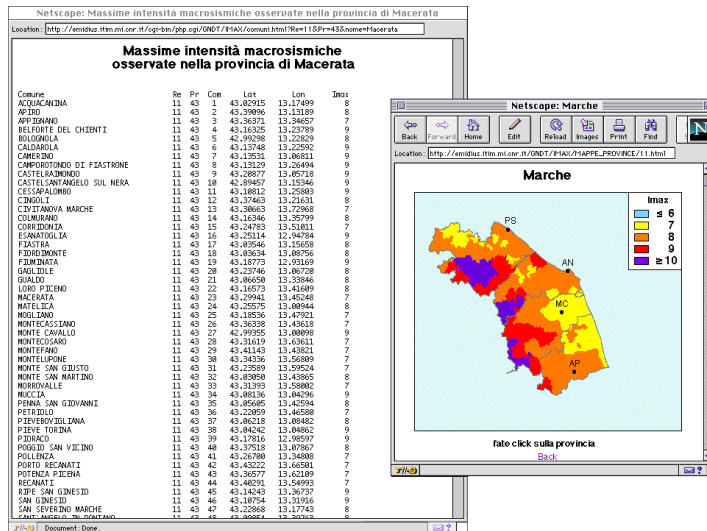 Netscape: Massime intensità macrosismiche osservate nella provincia di Macerata
Location: http://emidius.itim.mi.cnr.it/cgi-bin/php.cgi/GNDT/IMAX/comuni.html?Re=11&Pr=43&nome=Macerata
Massime intensità macrosismiche
osservate nella provincia di Macerata
Comune Re Pr Com Lat Lon Imax
ACQUACANINA 11 43 1 43.02915 13.17499 8
APIRO 11 43 2 43.39096 13.13189 8
APPIGNANO 11 43 3 43.36371 13.34657 7
BELFORTE DEL CHIENTI 11 43 4 43.16325 13.23789 9
BOLOGNOLA 11 43 5 42.99298 13.22829 8
CALDAROLA 11 43 6 43.13748 13.22592 9
CAMERINO 11 43 7 43.13531 13.06811 9
CAMPOROTONDO DI FIASTRONE 11 43 8 43.13129 13.26494 9
CASTELRAIMONDO 11 43 9 43.20877 13.05718 9
CASTELSANTANGELO SUL NERA 11 43 10 42.89457 13.15346 9
CESSAPALOMBO 11 43 11 43.10812 13.25803 9
CINGOLI 11 43 12 43.37463 13.21631 8
CIVITANOVA MARCHE 11 43 13 43.30663 13.72968 7
COLMURANO 11 43 14 43.16346 13.35799 8
CORRIDONIA 11 43 15 43.24783 13.51011 7
ESANATOGLIA 11 43 16 43.25114 12.94784 9
FIASTRA 11 43 17 43.03546 13.15658 8
FIORDIMONTE 11 43 18 43.03634 13.08756 8
FIUMINATA 11 43 19 43.18773 12.93169 9
GAGLIOLE 11 43 20 43.23746 13.06720 8
GUALDO 11 43 21 43.06650 13.33846 9
LORO PICENO 11 43 22 43.16573 13.41609 8
MACERATA 11 43 23 43.29941 13.45248 7
MATELICA 11 43 24 43.25575 13.00944 8
MOGLIANO 11 43 25 43.18536 13.47921 7
MONTECASSIANO 11 43 26 43.36338 13.43618 7
MONTE CAVALLO 11 43 27 42.99355 13.00098 9
MONTECOSARO 11 43 28 43.31619 13.63611 7
MONTEFANO 11 43 29 43.41143 13.43821 7
MONTELUPONE 11 43 30 43.34336 13.56809 7
MONTE SAN GIUSTO 11 43 31 43.23589 13.59524 7
MONTE SAN MARTINO 11 43 32 43.03050 13.43865 8
MORROVALLE 11 43 33 43.31393 13.58002 7
MUCCIA 11 43 34 43.08136 13.04296 9
PENNA SAN GIOVANNI 11 43 35 43.05605 13.42594 8
PETRIOLO 11 43 36 43.22059 13.46580 7
PIEVEBOVIGLIANA 11 43 37 43.06218 13.08482 8
PIEVE TORINA 11 43 38 43.04242 13.04862 9
PIORACO 11 43 39 43.17816 12.98597 9
POGGIO SAN VICINO 11 43 40 43.37518 13.07867 8
POLLENZA 11 43 41 43.26700 13.34808 7
PORTO RECANATI 11 43 42 43.43222 13.66501 7
POTENZA PICENA 11 43 43 43.36577 13.62109 7
RECANATI 11 43 44 43.40291 13.54993 7
RIPE SAN GINESIO 11 43 45 43.14243 13.36737 9
SAN GINESIO 11 43 46 43.10754 13.31916 9
SAN SEVERINO MARCHE 11 43 47 43.22868 13.17743 8
Document: Done.
Netscape: Marche
Back Forward Home Edit Reload Images Print Find
N
Location: http://emidius.itim.mi.cnr.it/GNDT/IMAX/MAPPE_PROVINCE/11.html
Marche
Imax
≤ 6
7
8
9
≥ 10
PS
AN
MC
AP
fate click sulla provincia
Back